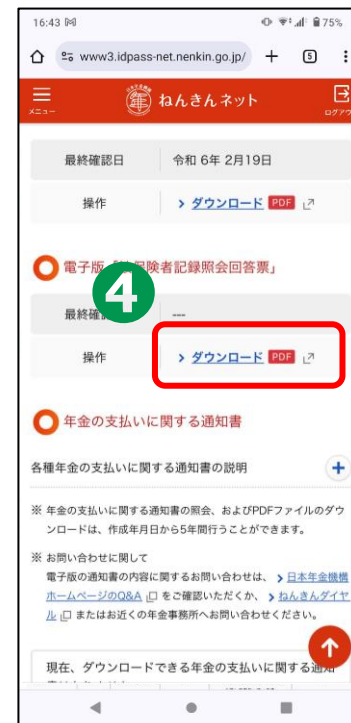 16:43 75%
www3.idpass-net.nenkin.go.jp/ 5
メニュー ねんきんネット ログアウ
最終確認日 令和 6年 2月19日
操作 ダウンロード PDF
電子版「 保険者記録照会回答票」
4
最終確 ---
操作 ダウンロード PDF
年金の支払いに関する通知書
各種年金の支払いに関する通知書の説明
※ 年金の支払いに関する通知書の照会、およびPDFファイルのダウ
ンロードは、作成年月日から5年間行うことができます。
※ お問い合わせに関して
電子版の通知書の内容に関するお問い合わせは、 日本年金機構
ホームページのQ&A をご確認いただくか、 ねんきんダイヤ
ル またはお近くの年金事務所へお問い合わせください。
現在、ダウンロードできる年金の支払いに関する通知